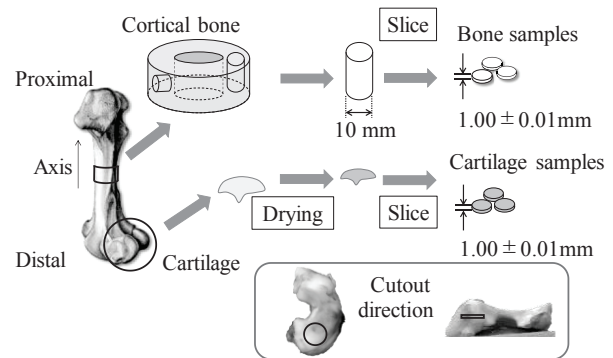 Cortical bone
Slice
Bone samples
Proximal
10 mm
1.00 ± 0.01mm
Axis
Cartilage samples
Drying
Slice
Distal
Cartilage
1.00 ± 0.01mm
Cutout
direction